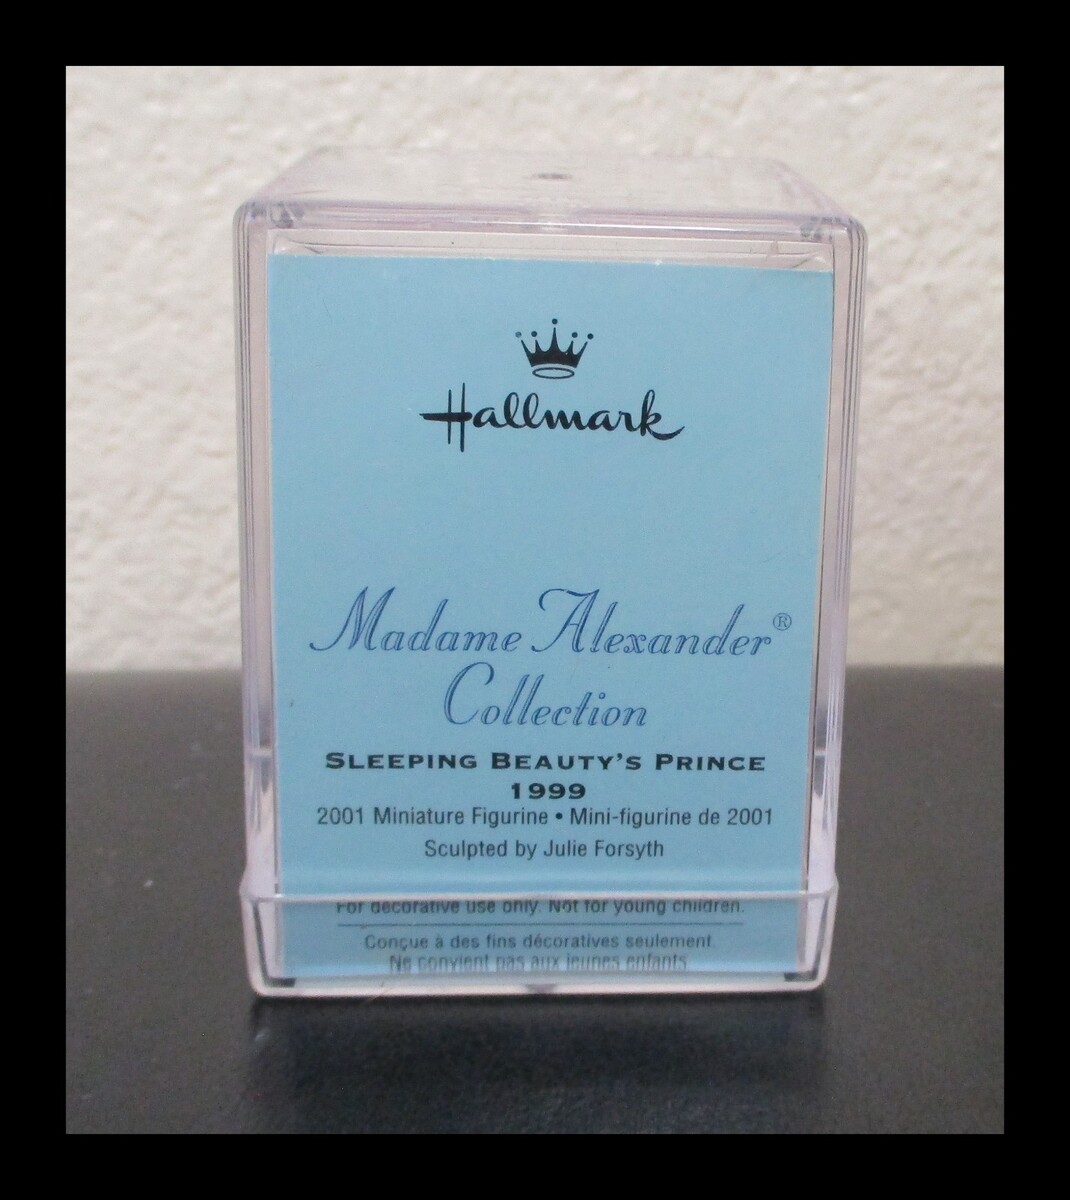 Hallmark
Madame Alexander®
Collection
SLEEPING BEAUTY'S PRINCE
1999
2001 Miniature Figurine • Mini-figurine de 2001
Sculpted by Julie Forsyth
For decorative use only. Not for young children.
Conçue à des fins décoratives seulement.
Ne convient pas aux jeunes enfants.